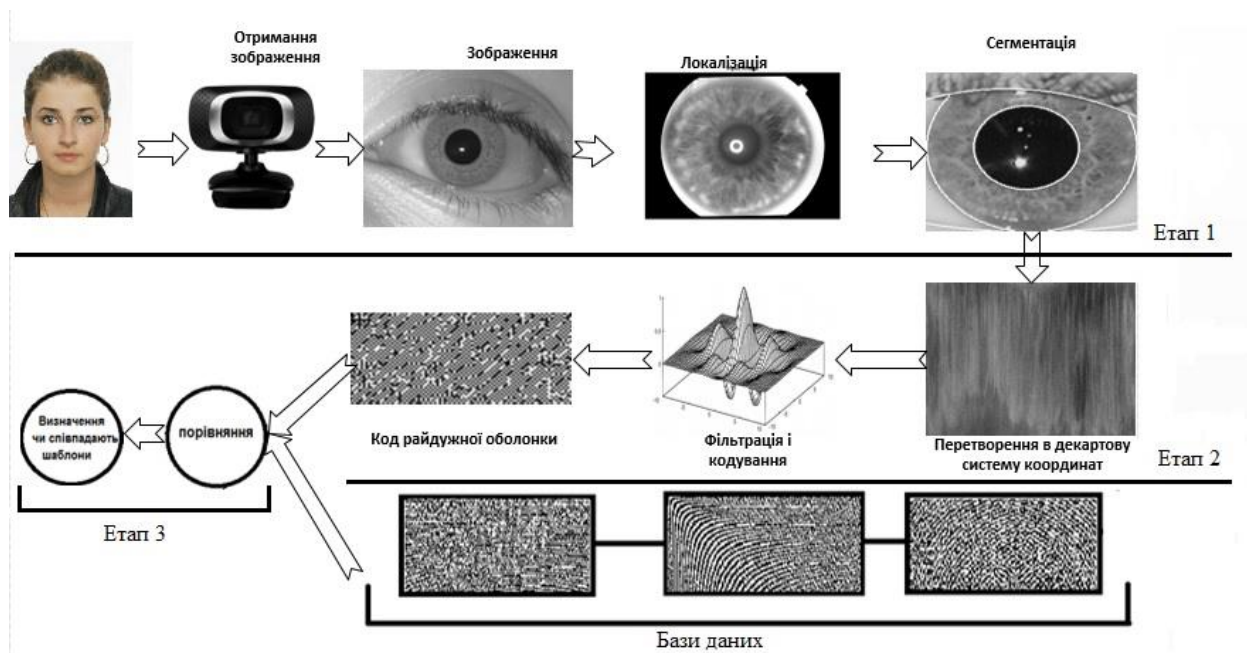 Отримання
зображення
Зображення
Локалізація
Сегментація
Етап 1
Код райдужної оболонки
Фільтрація і
кодування
Перетворення в декартову
систему координат
Етап 2
Визначення
чи співпадають
шаблони
порівняння
Етап 3
Бази даних